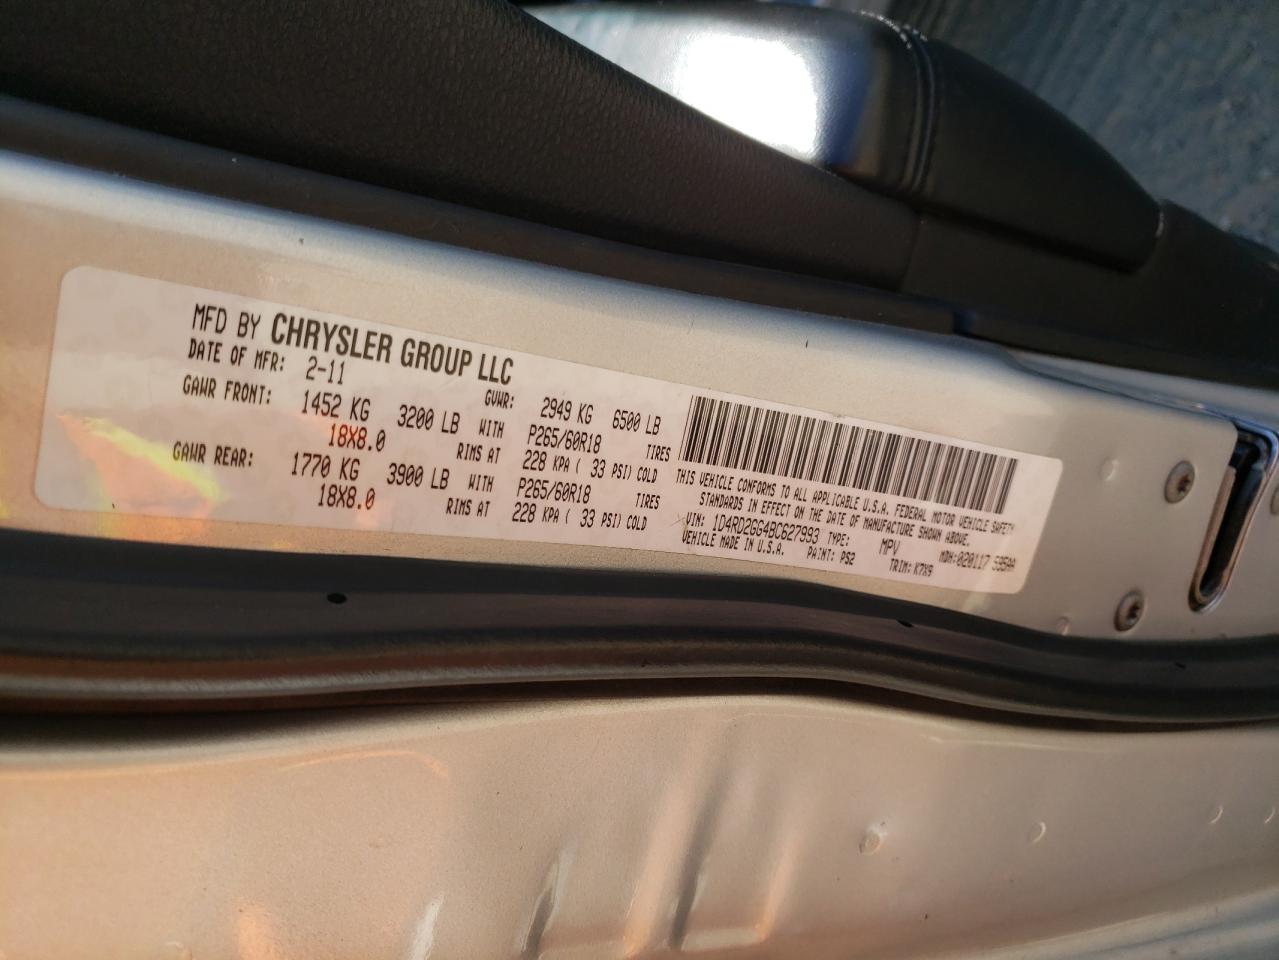 MFD BY CHRYSLER GROUP LLC
DATE OF MFR: 2-11 GVWR: 2949 KG 6500 LB
GAWR FRONT: 1452 KG 3200 LB WITH P265/60R18 TIRES
18X8.0 RIMS AT 228 KPA ( 33 PSI) COLD
GAWR REAR: 1770 KG 3900 LB WITH P265/60R18 TIRES
18X8.0 RIMS AT 228 KPA ( 33 PSI) COLD
THIS VEHICLE CONFORMS TO ALL APPLICABLE U.S.A. FEDERAL MOTOR VEHICLE SAFETY
STANDARDS IN EFFECT ON THE DATE OF MANUFACTURE SHOWN ABOVE.
VIN: 1D4RD2GG4BC627993 TYPE: MPV MDH: 020117 595AA
VEHICLE MADE IN U.S.A. PAINT: PS2 TRIM: K7X9